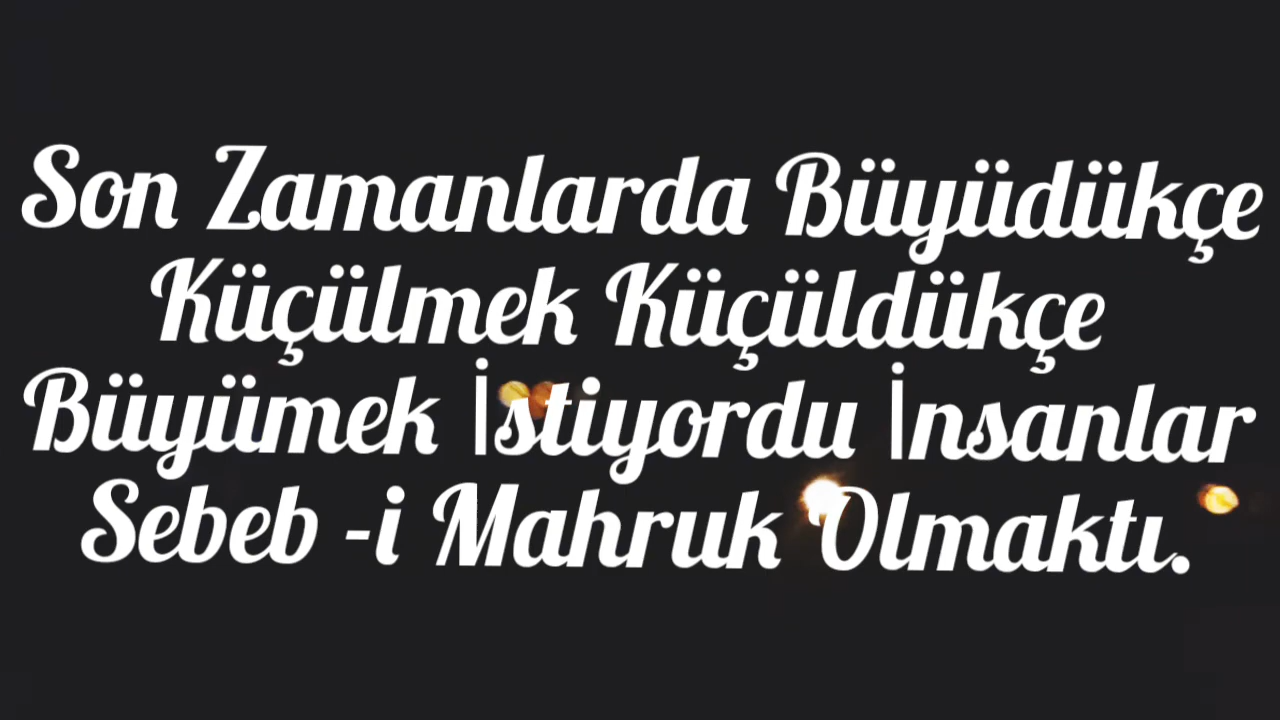 Son Zamanlarda Büyüdükçe
Küçülmek Küçüldükçe
Büyümek İstiyordu İnsanlar
Sebeb -i Mahruk Olmaktı.